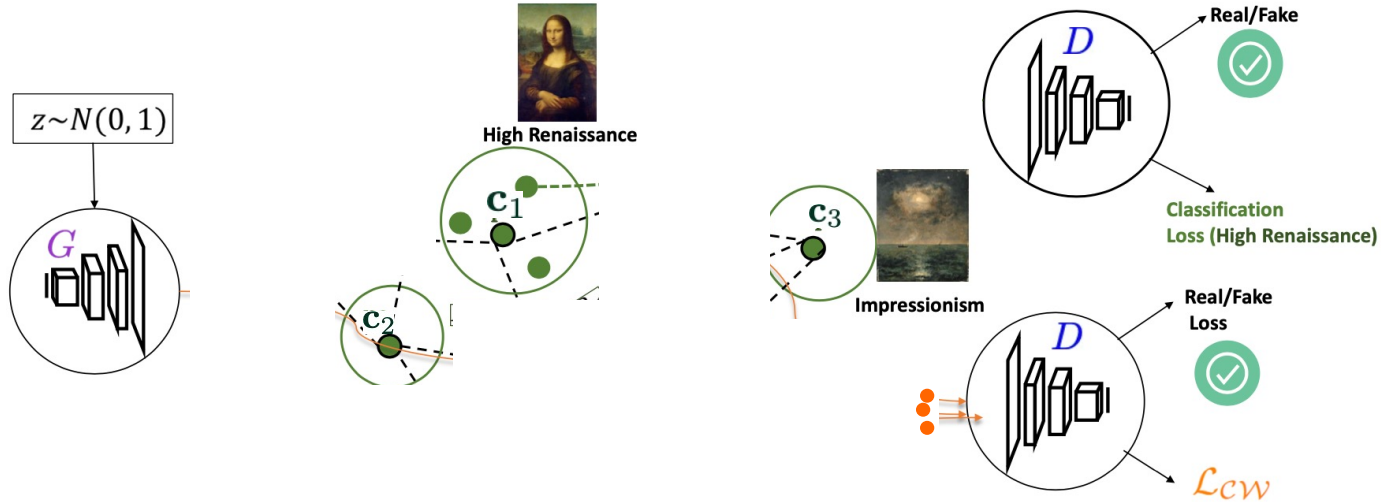 z~N(0, 1)
G
High Renaissance
c₁
c₂
c₃
Impressionism
D
Real/Fake
Classification
Loss (High Renaissance)
D
Real/Fake
Loss
ℒ𝒸𝓌